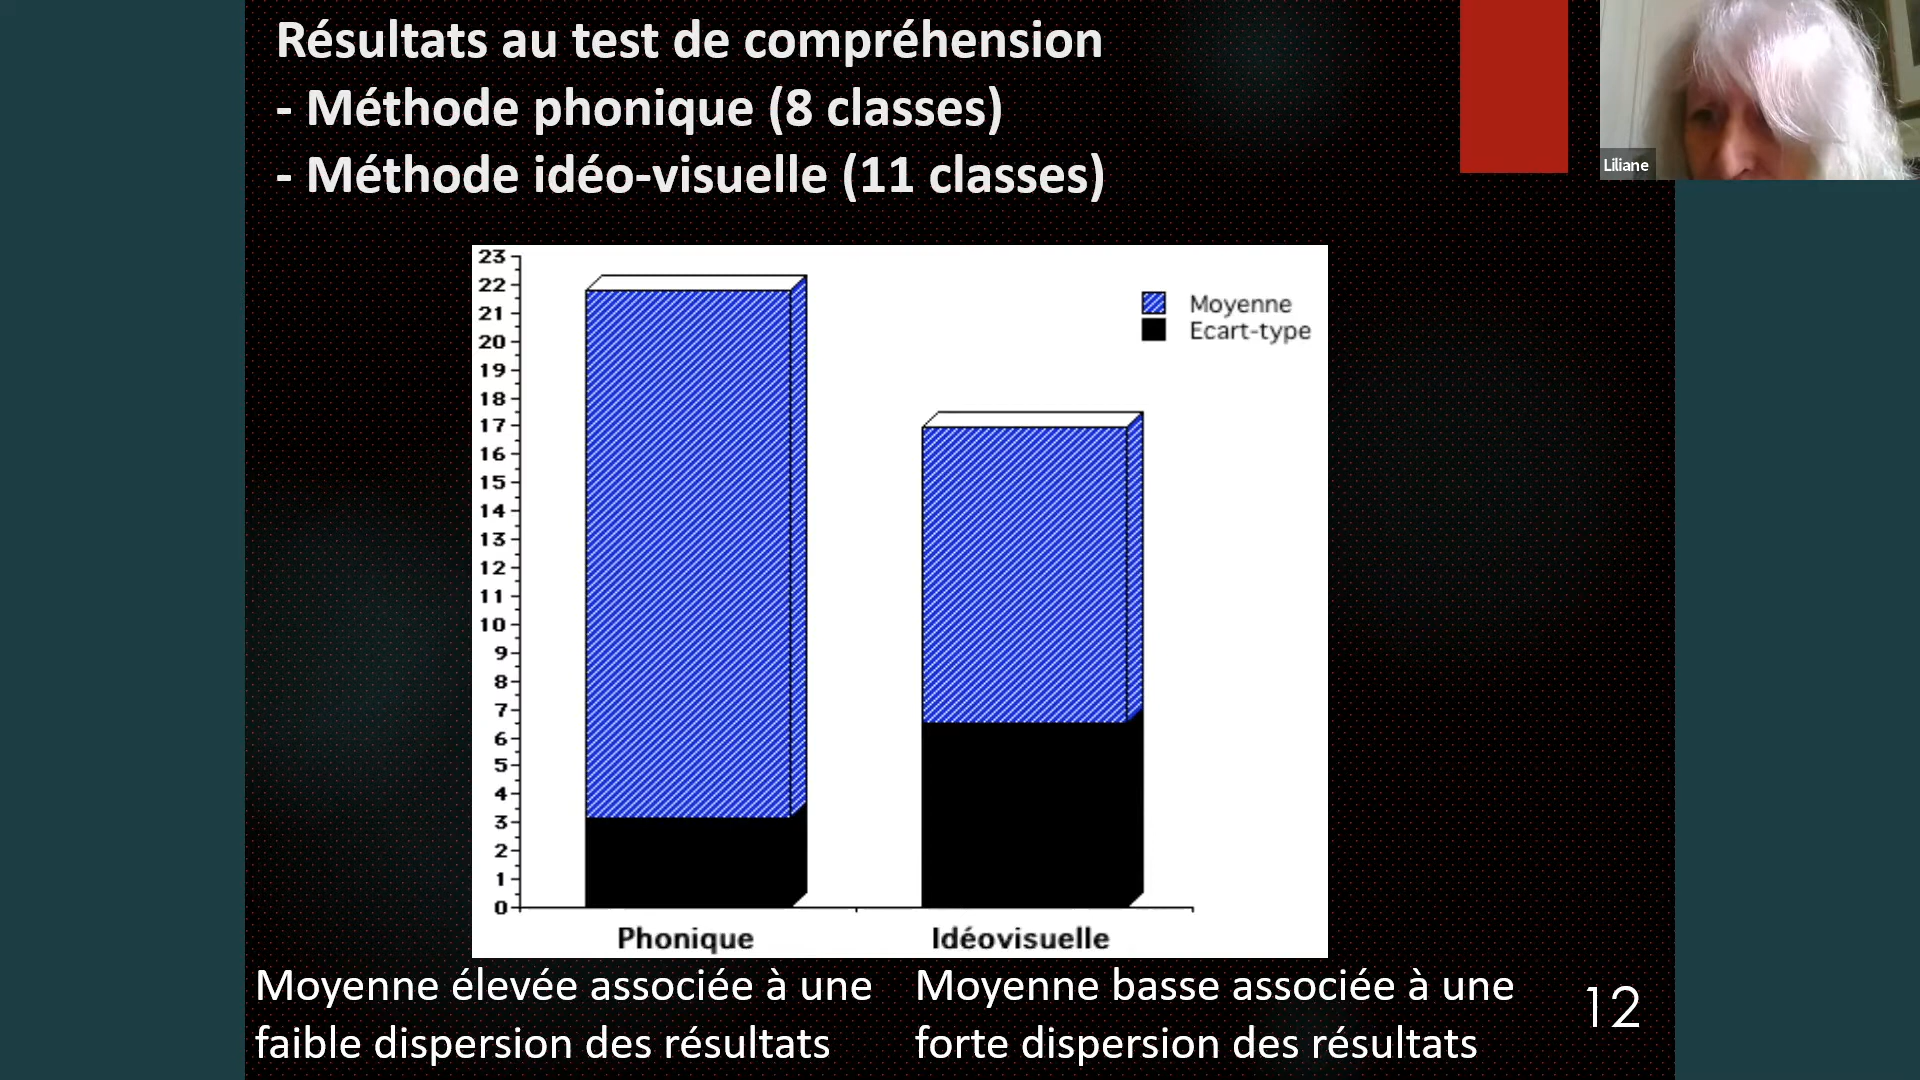 Résultats au test de compréhension
- Méthode phonique (8 classes)
- Méthode idéo-visuelle (11 classes)
Liliane
23
22
21
20
19
18
17
16
15
14
13
12
11
10
9
8
7
6
5
4
3
2
1
0
Moyenne
Ecart-type
Phonique
Idéovisuelle
Moyenne élevée associée à une
faible dispersion des résultats
Moyenne basse associée à une
forte dispersion des résultats
12